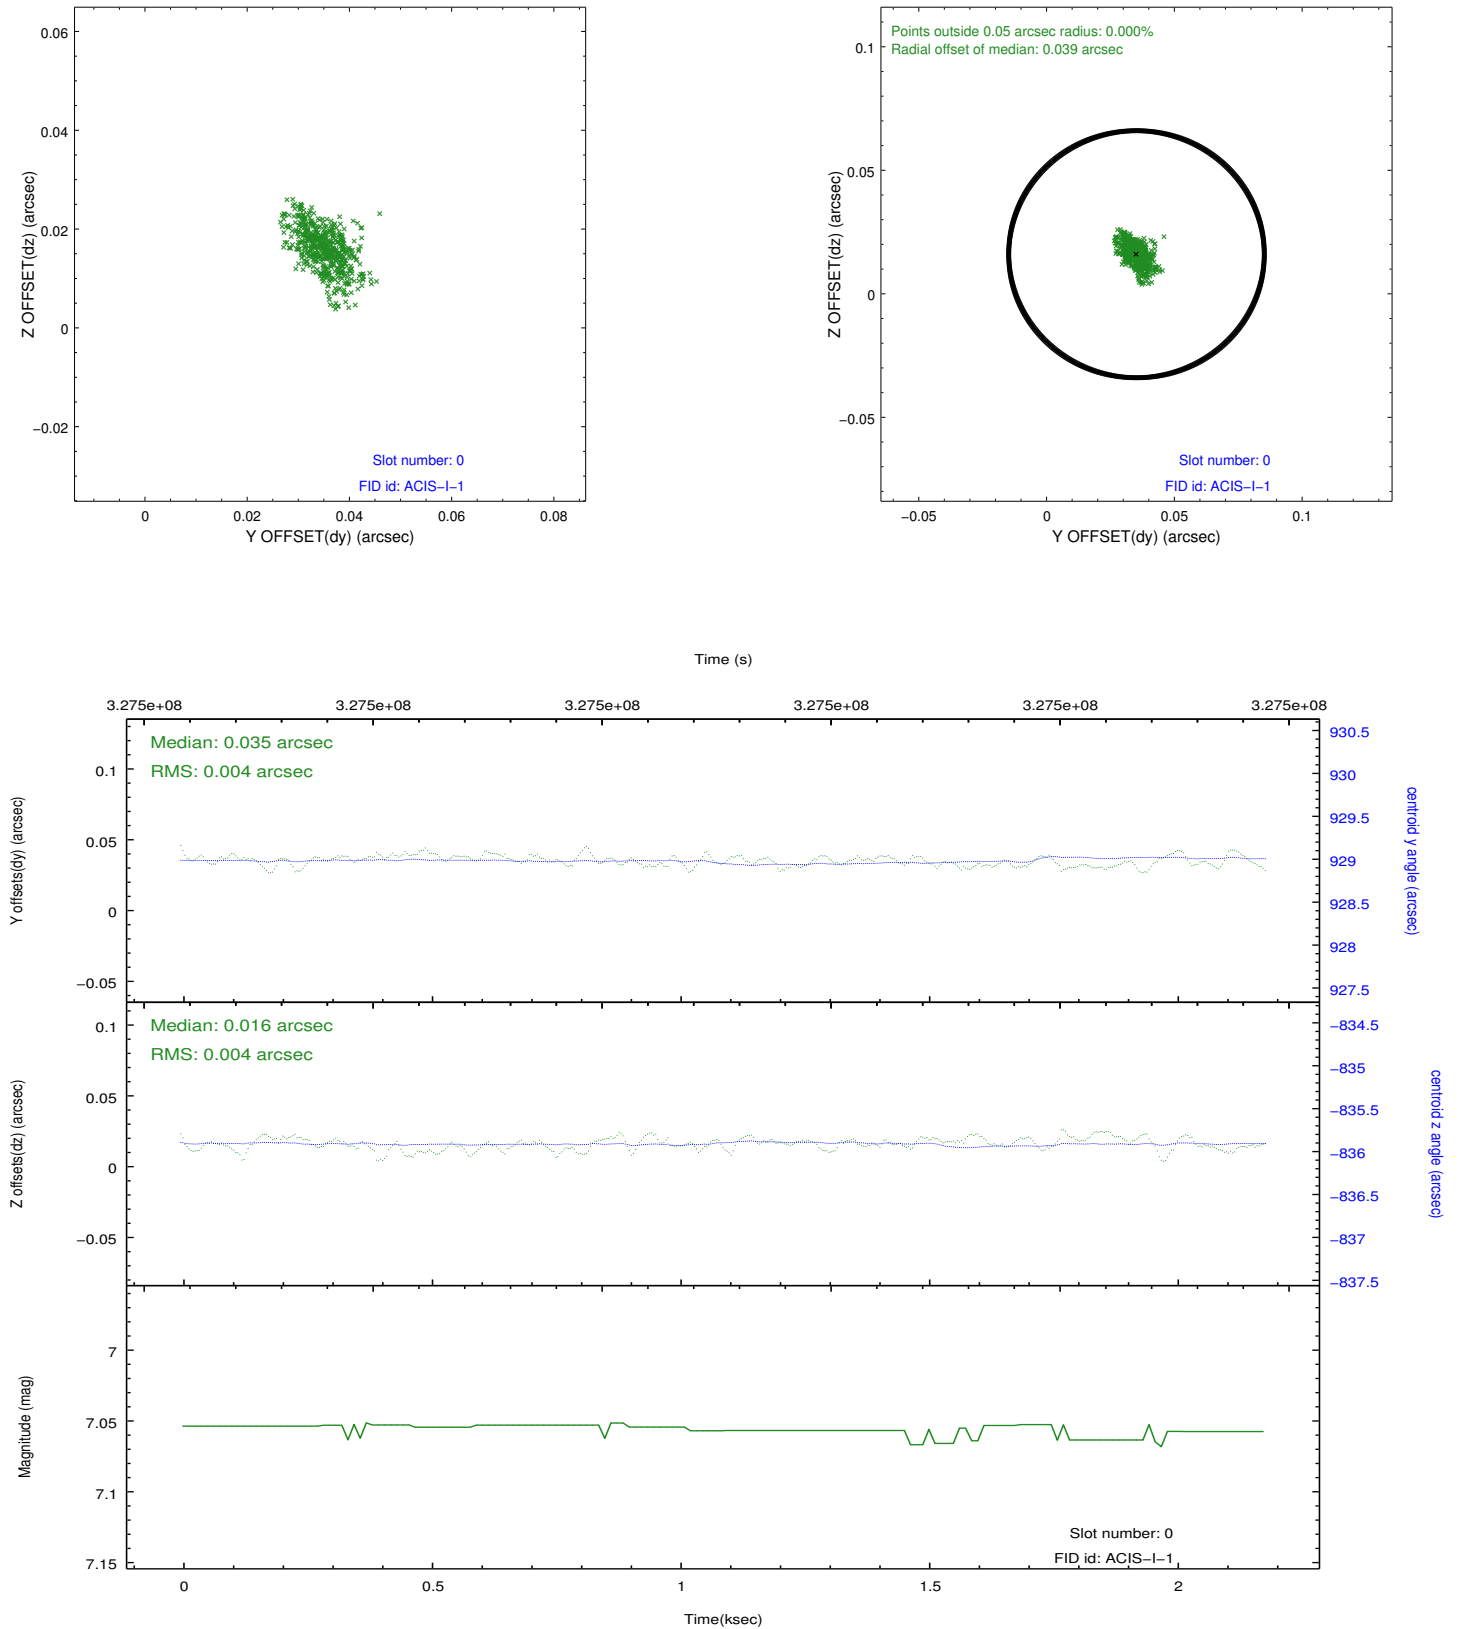 0.06
0.04
0.02
0
−0.02
Z OFFSET(dz) (arcsec)
Slot number: 0
FID id: ACIS−I−1
0 0.02 0.04 0.06 0.08
Y OFFSET(dy) (arcsec)
Points outside 0.05 arcsec radius: 0.000%
Radial offset of median: 0.039 arcsec
0.1
0.05
0
−0.05
Z OFFSET(dz) (arcsec)
Slot number: 0
FID id: ACIS−I−1
−0.05 0 0.05 0.1
Y OFFSET(dy) (arcsec)
Time (s)
3.275e+08 3.275e+08 3.275e+08 3.275e+08 3.275e+08 3.275e+08
Median: 0.035 arcsec
RMS: 0.004 arcsec
0.1
0.05
0
−0.05
Y offsets(dy) (arcsec)
930.5
930
929.5
929
928.5
928
927.5
centroid y angle (arcsec)
Median: 0.016 arcsec
RMS: 0.004 arcsec
0.1
0.05
0
−0.05
Z offsets(dz) (arcsec)
−834.5
−835
−835.5
−836
−836.5
−837
−837.5
centroid z angle (arcsec)
7
7.05
7.1
7.15
Magnitude (mag)
Slot number: 0
FID id: ACIS−I−1
0 0.5 1 1.5 2
Time(ksec)